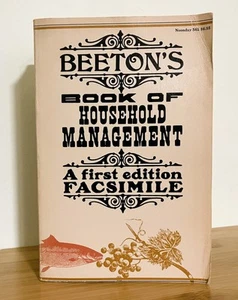 BEETON'S
BOOK OF
HOUSEHOLD
MANAGEMENT
A first edition
FACSIMILE